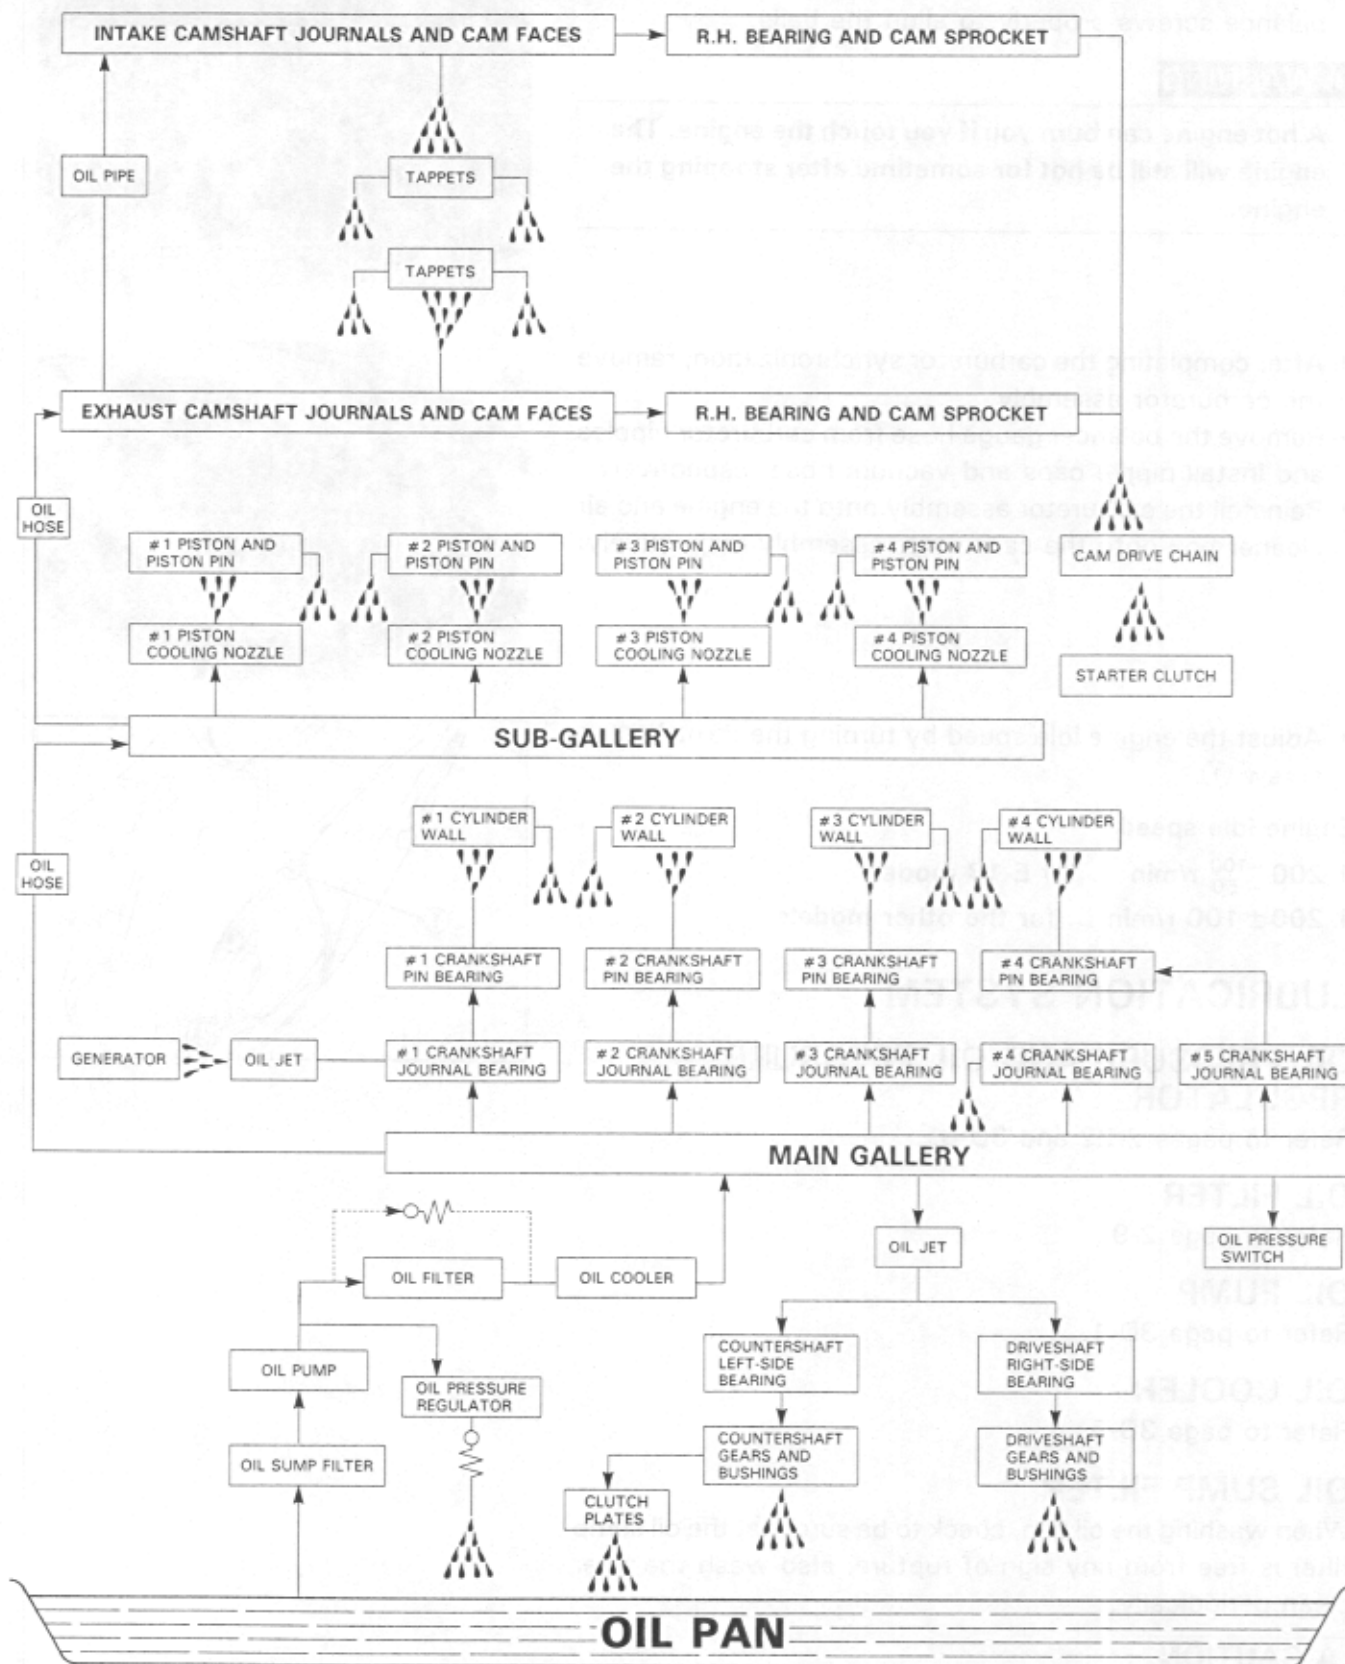 INTAKE CAMSHAFT JOURNALS AND CAM FACES
R.H. BEARING AND CAM SPROCKET
OIL PIPE
TAPPETS
TAPPETS
EXHAUST CAMSHAFT JOURNALS AND CAM FACES
R.H. BEARING AND CAM SPROCKET
OIL
HOSE
#1 PISTON AND
PISTON PIN
#2 PISTON AND
PISTON PIN
#3 PISTON AND
PISTON PIN
#4 PISTON AND
PISTON PIN
CAM DRIVE CHAIN
#1 PISTON
COOLING NOZZLE
#2 PISTON
COOLING NOZZLE
#3 PISTON
COOLING NOZZLE
#4 PISTON
COOLING NOZZLE
STARTER CLUTCH
SUB-GALLERY
OIL
HOSE
#1 CYLINDER
WALL
#2 CYLINDER
WALL
#3 CYLINDER
WALL
#4 CYLINDER
WALL
#1 CRANKSHAFT
PIN BEARING
#2 CRANKSHAFT
PIN BEARING
#3 CRANKSHAFT
PIN BEARING
#4 CRANKSHAFT
PIN BEARING
GENERATOR
OIL JET
#1 CRANKSHAFT
JOURNAL BEARING
#2 CRANKSHAFT
JOURNAL BEARING
#3 CRANKSHAFT
JOURNAL BEARING
#4 CRANKSHAFT
JOURNAL BEARING
#5 CRANKSHAFT
JOURNAL BEARING
MAIN GALLERY
OIL JET
OIL PRESSURE
SWITCH
OIL FILTER
OIL COOLER
OIL PUMP
OIL PRESSURE
REGULATOR
COUNTERSHAFT
LEFT-SIDE
BEARING
DRIVESHAFT
RIGHT-SIDE
BEARING
OIL SUMP FILTER
COUNTERSHAFT
GEARS AND
BUSHINGS
DRIVESHAFT
GEARS AND
BUSHINGS
CLUTCH
PLATES
OIL PAN